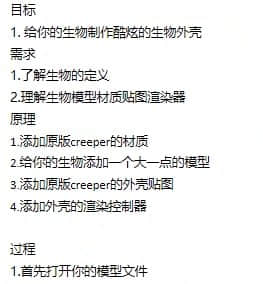 目标
1. 给你的生物制作酷炫的生物外壳
需求
1.了解生物的定义
2.理解生物模型材质贴图渲染器
原理
1.添加原版creeper的材质
2.给你的生物添加一个大一点的模型
3.添加原版creeper的外壳贴图
4.添加外壳的渲染控制器
过程
1.首先打开你的模型文件